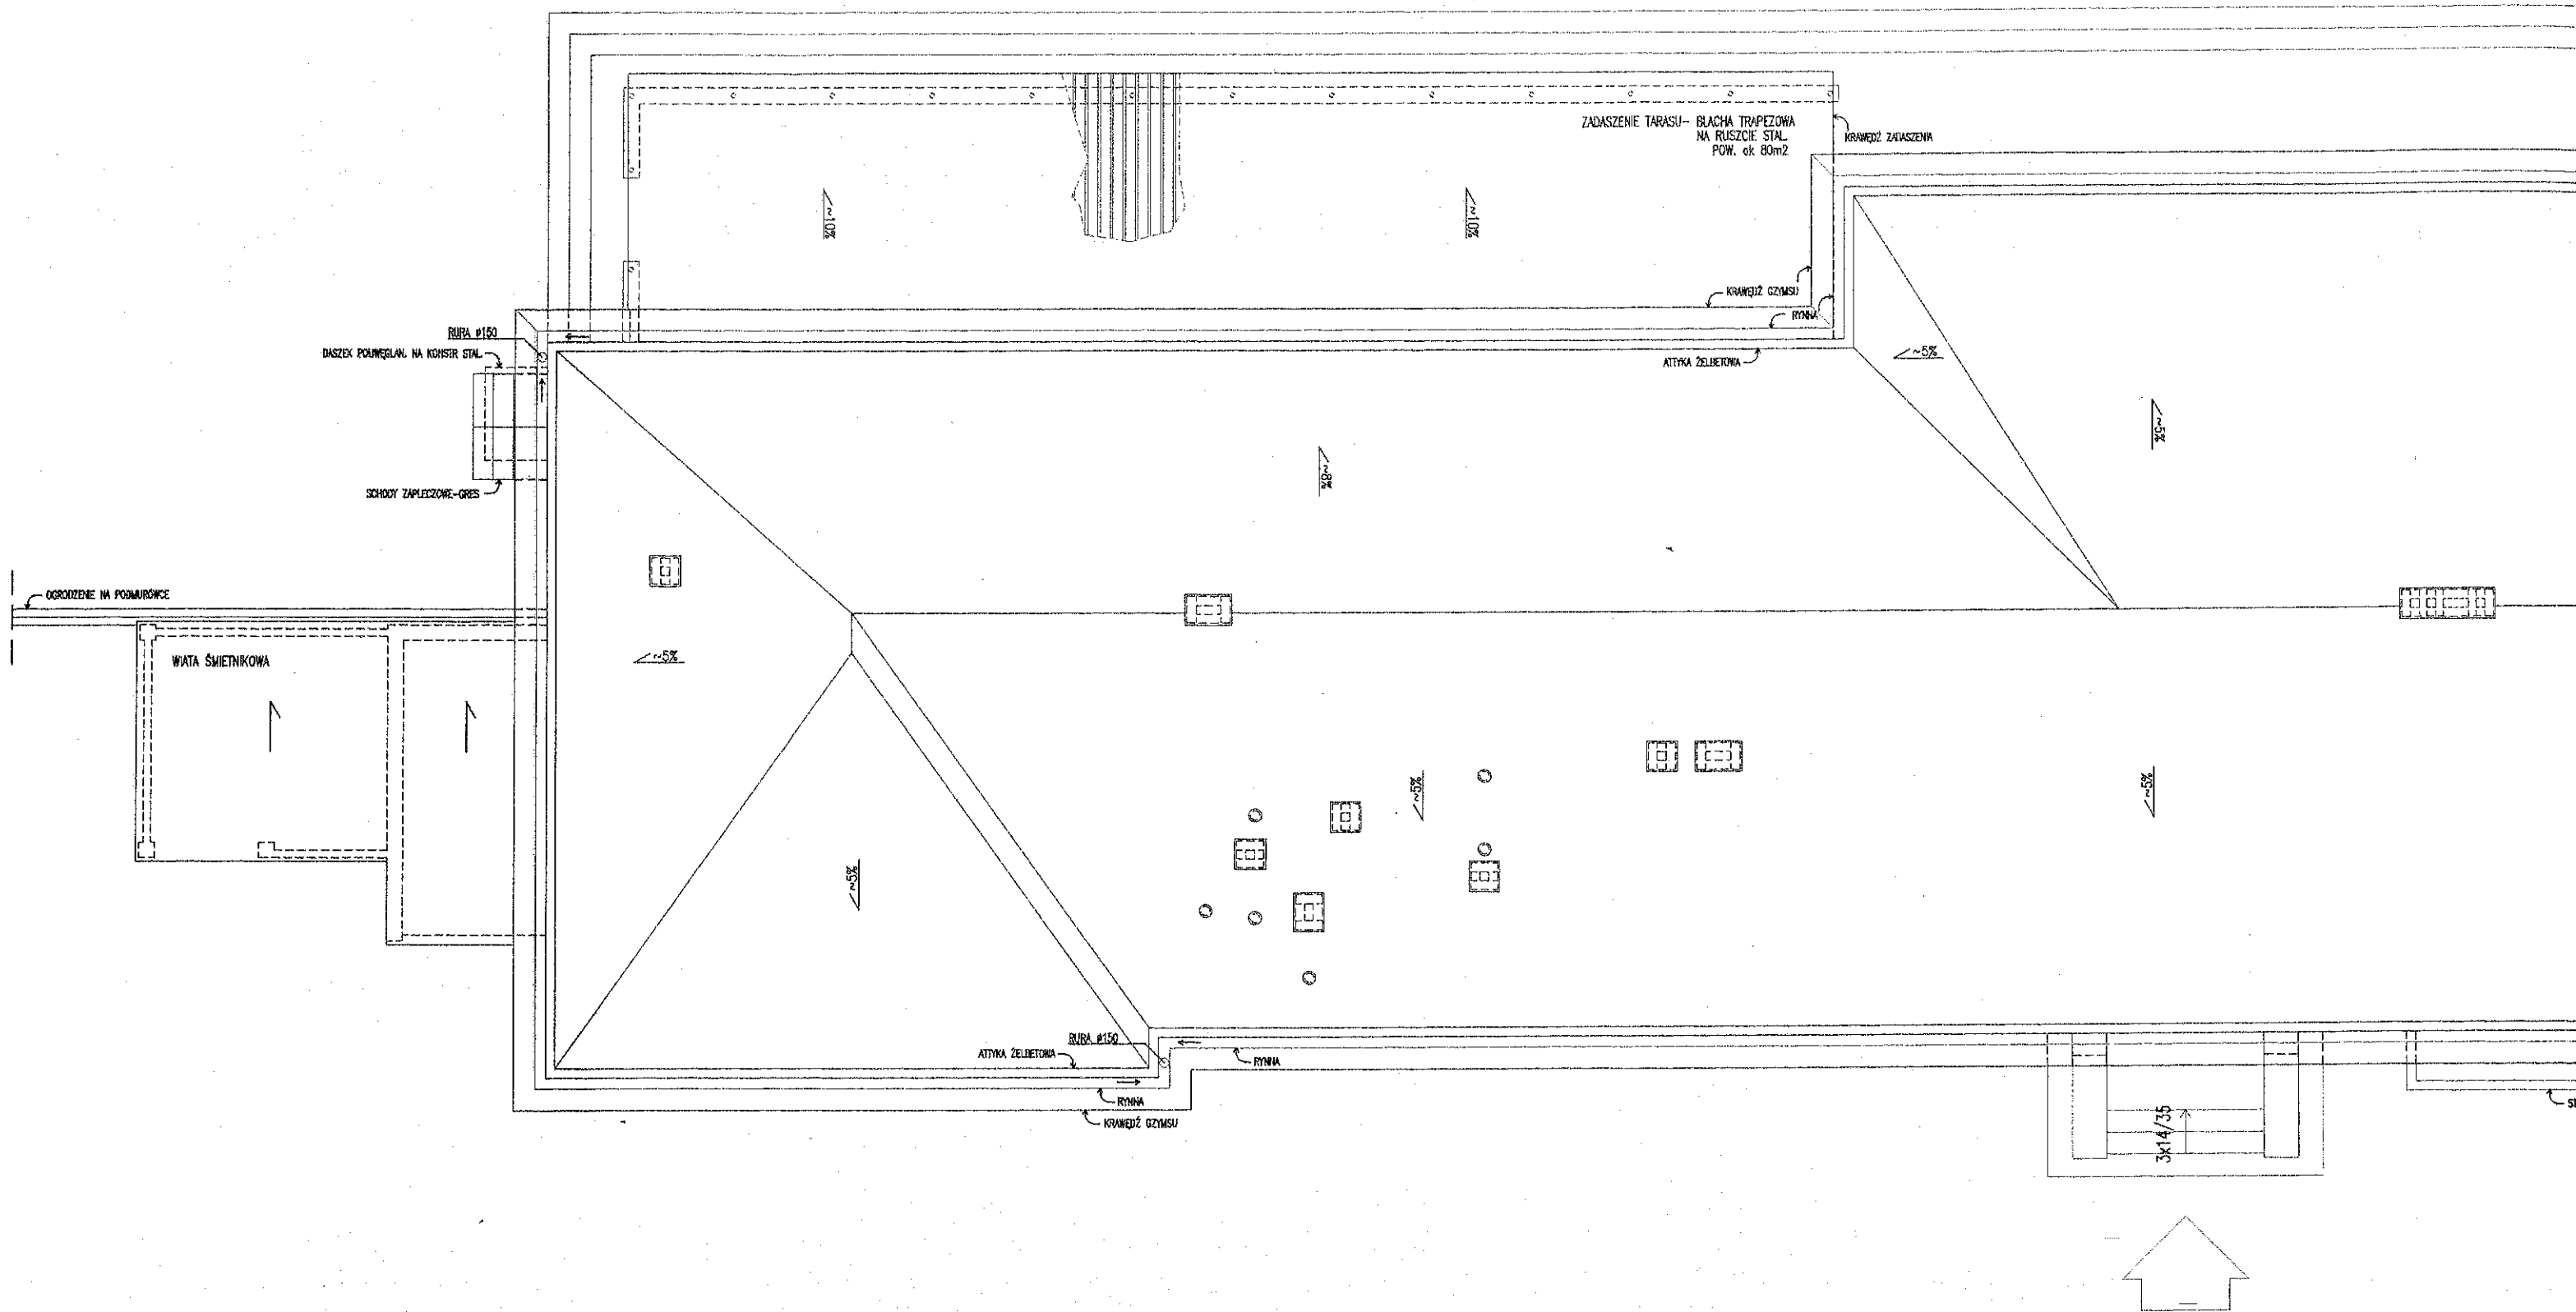 ZADASZENIE TARASU- BLACHA TRAPEZOWA
NA RUSZCIE STAL.
POW. ok 80m2
KRAWĘDŹ ZADASZENIA
~10%
~10%
KRAWĘDŹ GZYMSU
RYNNA
RURA ø150
DASZEK POLIWĘGLAN. NA KONSTR STAL.
ATTYKA ŻELBETOWA
~5%
~5%
~8%
SCHODY ZAPLECZOWE-GRES
OGRODZENIE NA PODMURÓWCE
WIATA ŚMIETNIKOWA
~5%
~5%
~5%
~5%
RURA ø150
ATTYKA ŻELBETOWA
RYNNA
RYNNA
KRAWĘDŹ GZYMSU
3x14/35